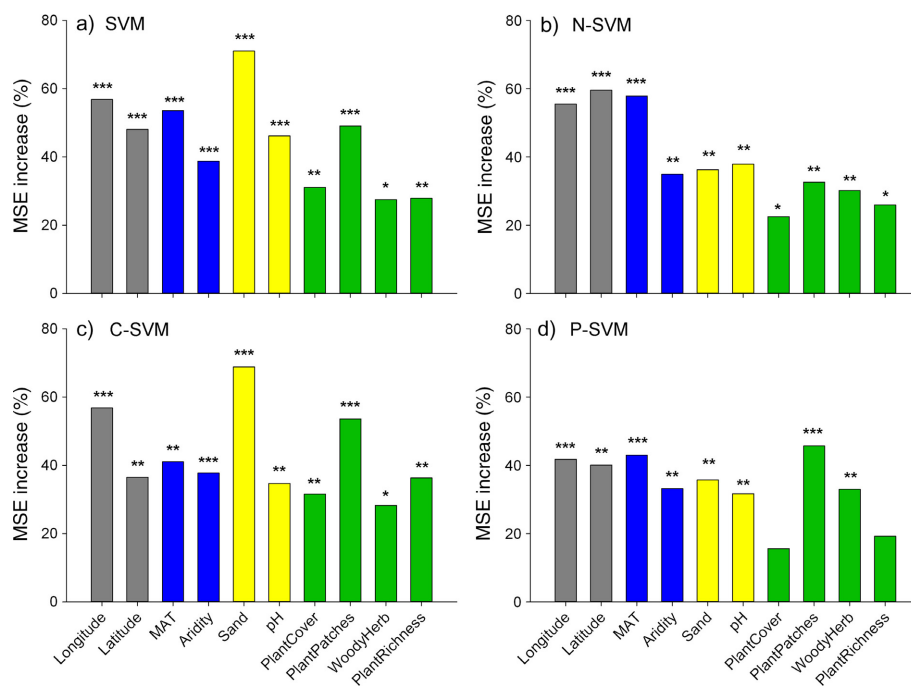 a) SVM
MSE increase (%)
80
60
40
20
0
***
***
***
***
***
***
**
***
*
**
b) N-SVM
MSE increase (%)
80
60
40
20
0
***
***
***
**
**
**
*
**
**
*
c) C-SVM
MSE increase (%)
80
60
40
20
0
***
**
**
***
***
**
**
***
*
**
Longitude
Latitude
MAT
Aridity
Sand
pH
PlantCover
PlantPatches
WoodyHerb
PlantRichness
d) P-SVM
MSE increase (%)
80
60
40
20
0
***
**
***
**
**
**
***
**
Longitude
Latitude
MAT
Aridity
Sand
pH
PlantCover
PlantPatches
WoodyHerb
PlantRichness